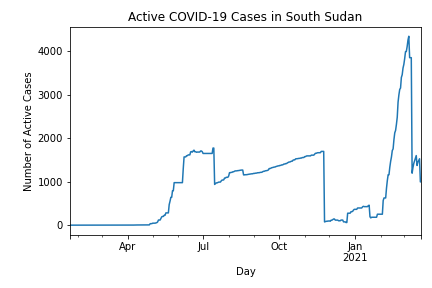 Active COVID-19 Cases in South Sudan
Number of Active Cases
4000
3000
2000
1000
0
Apr
Jul
Oct
Jan
2021
Day